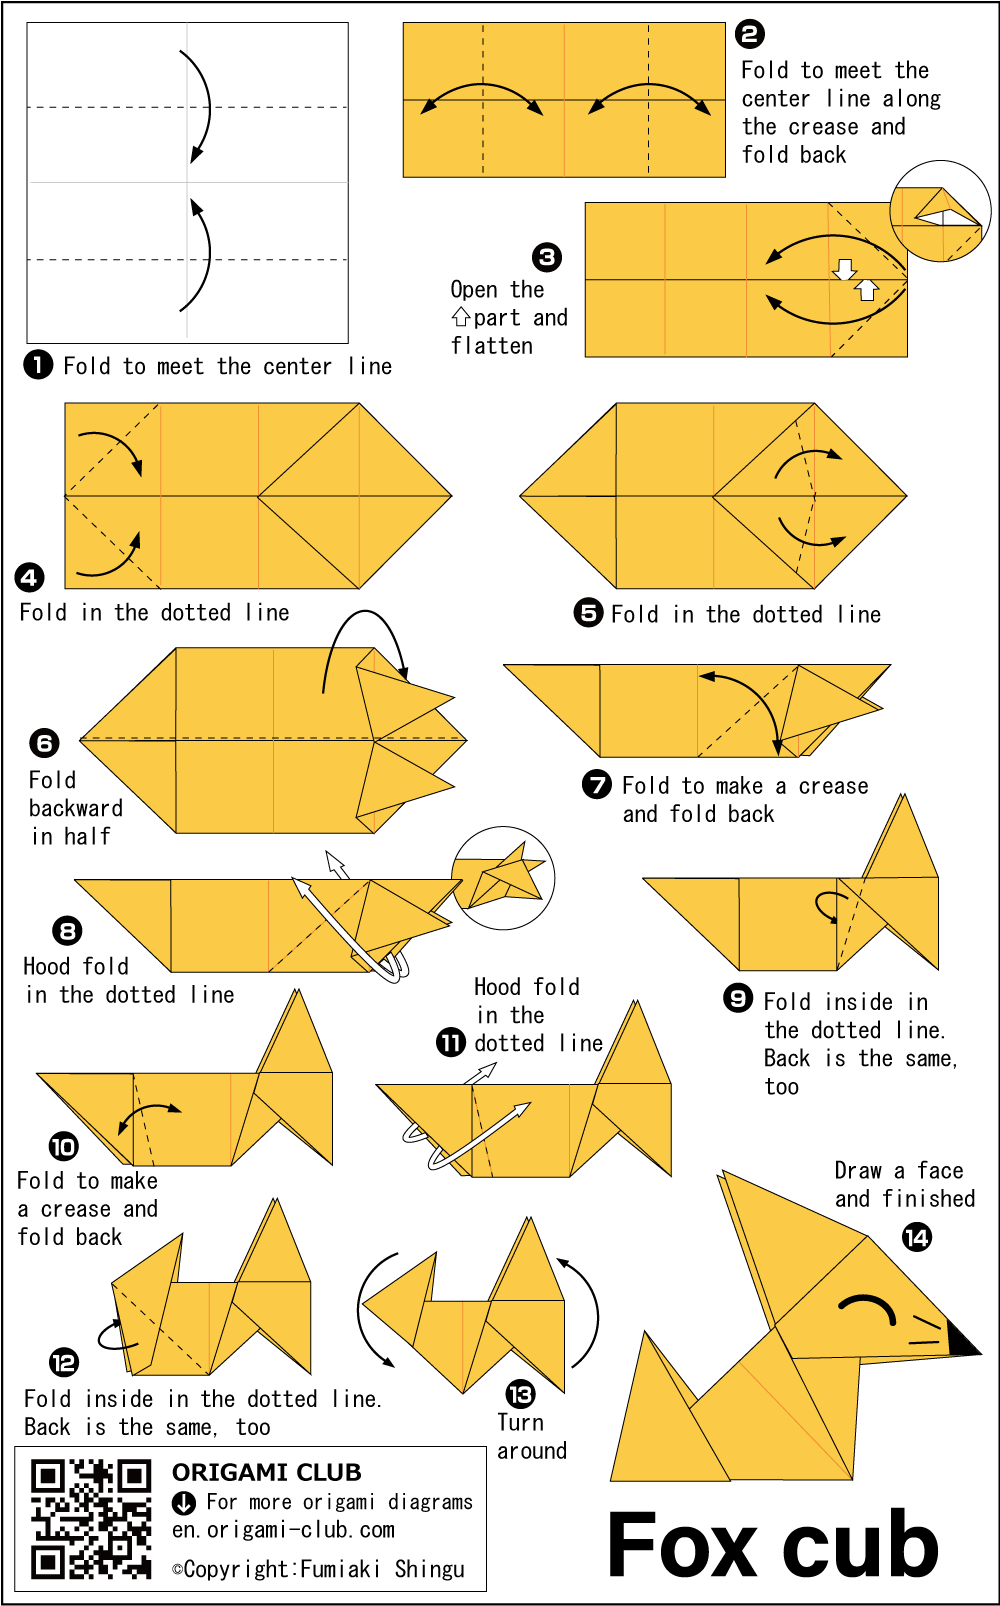 1 Fold to meet the center line
2
Fold to meet the
center line along
the crease and
fold back
3
Open the
⇧part and
flatten
4
Fold in the dotted line
5 Fold in the dotted line
6
Fold
backward
in half
7 Fold to make a crease
and fold back
8
Hood fold
in the dotted line
9 Fold inside in
the dotted line.
Back is the same,
too
10
Fold to make
a crease and
fold back
Hood fold
in the
11 dotted line
12
Fold inside in the dotted line.
Back is the same, too
13
Turn
around
Draw a face
and finished
14
ORIGAMI CLUB
For more origami diagrams
en.origami-club.com
©Copyright:Fumiaki Shingu
Fox cub